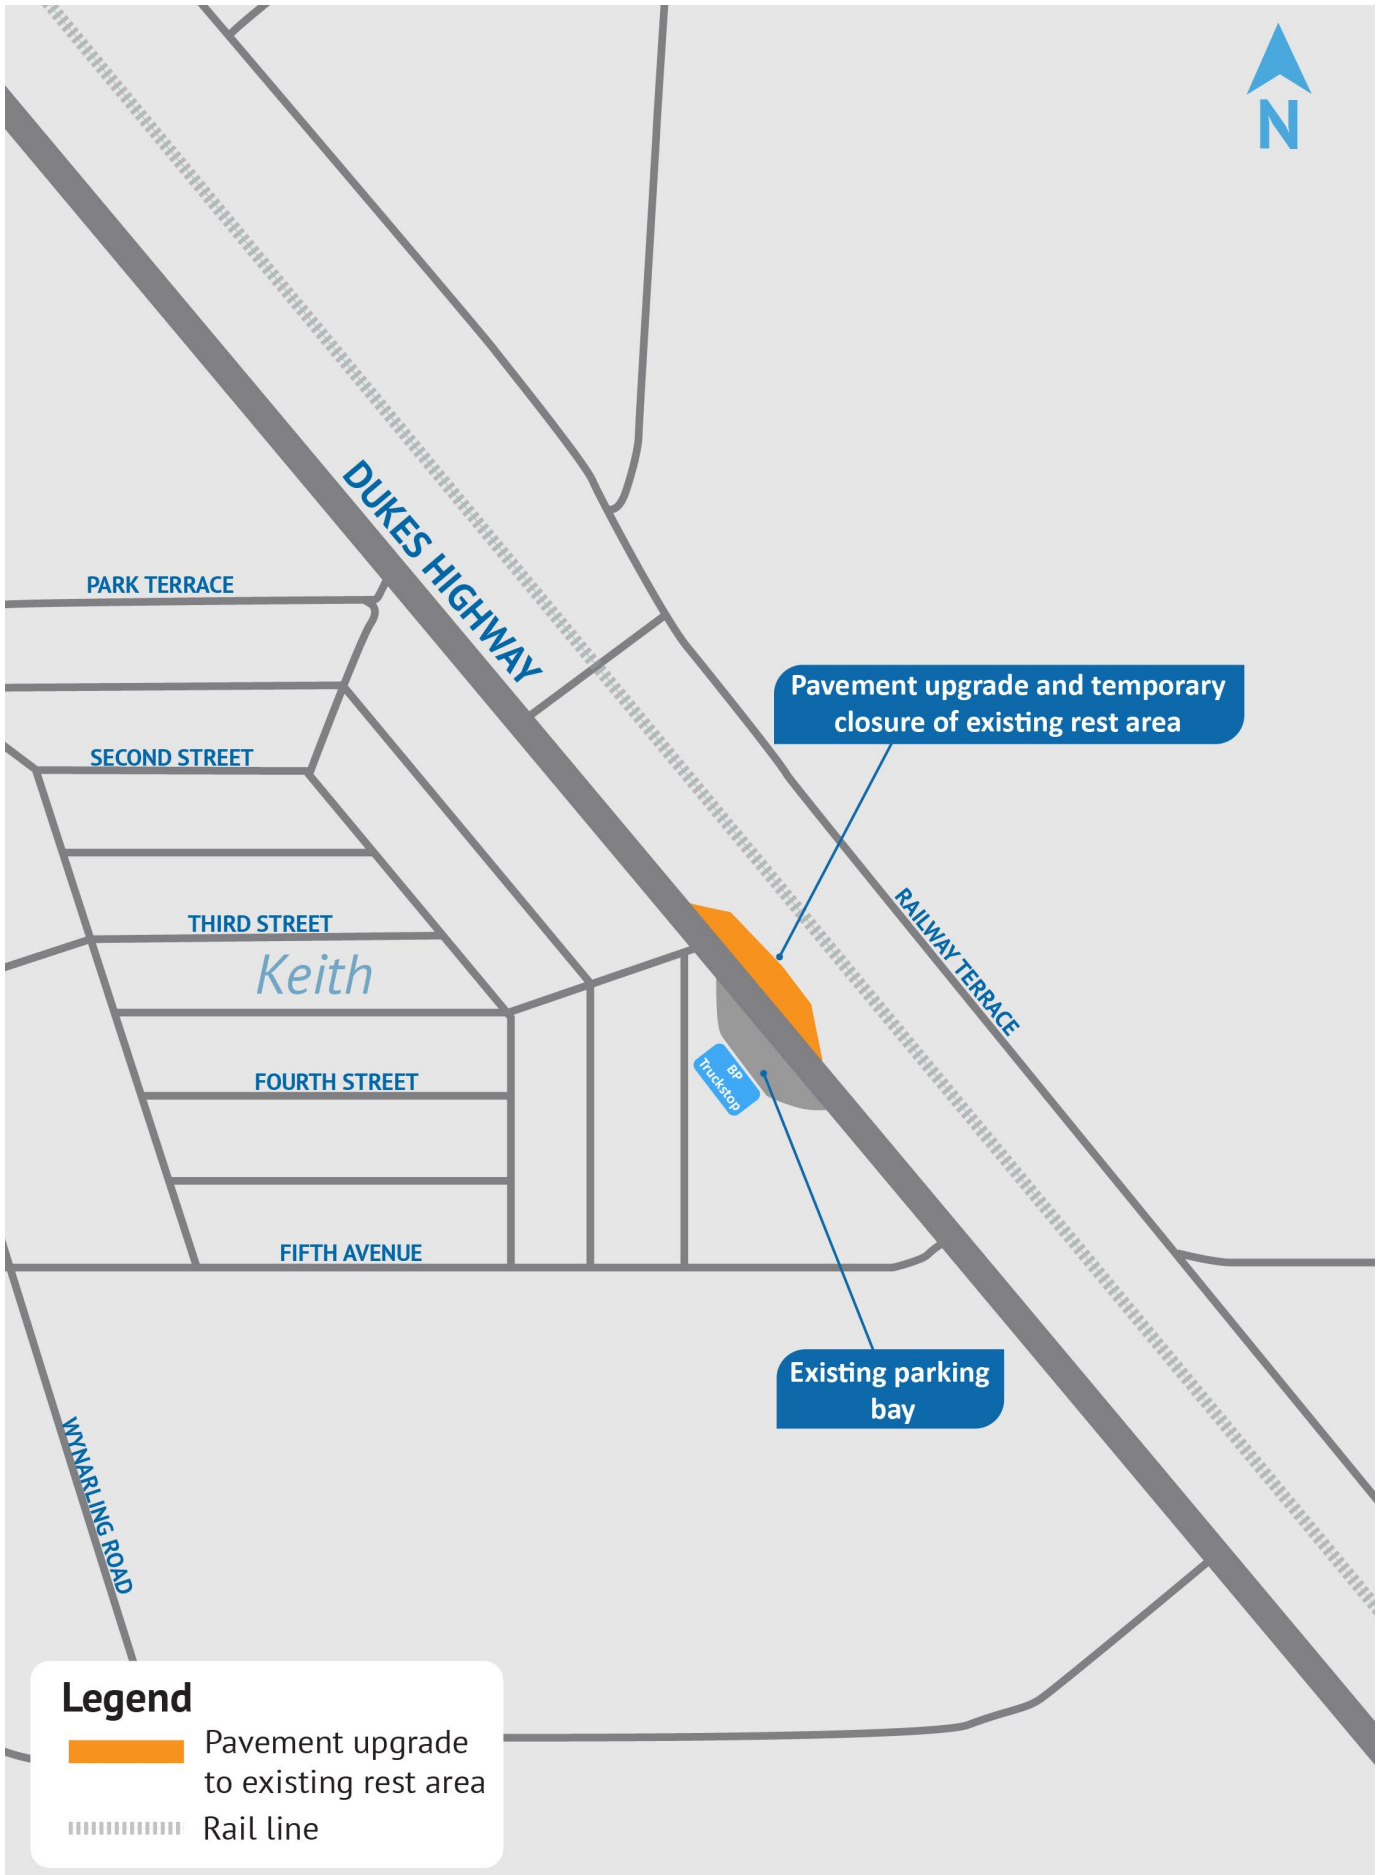 N
DUKES HIGHWAY
PARK TERRACE
Pavement upgrade and temporary
closure of existing rest area
SECOND STREET
RAILWAY TERRACE
THIRD STREET
Keith
BP
Truckstop
FOURTH STREET
FIFTH AVENUE
Existing parking
bay
WYNARLING ROAD
Legend
Pavement upgrade
to existing rest area
Rail line